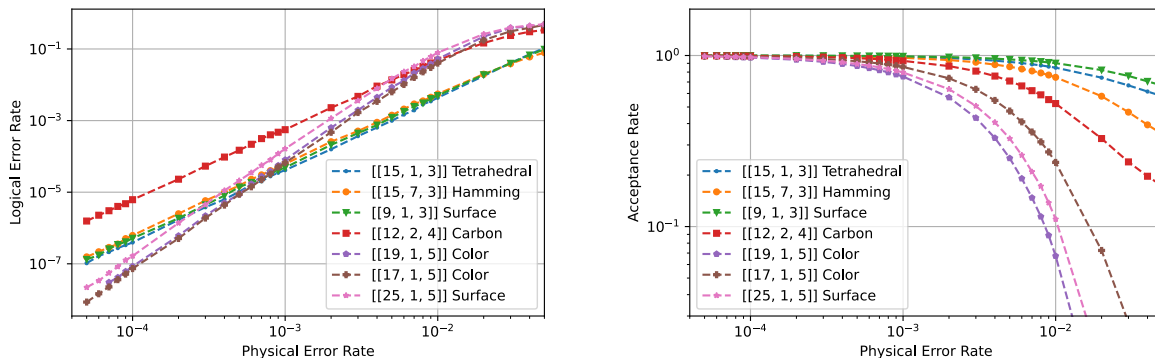 Logical Error Rate
10⁻¹
10⁻³
10⁻⁵
10⁻⁷
[[15, 1, 3]] Tetrahedral
[[15, 7, 3]] Hamming
[[9, 1, 3]] Surface
[[12, 2, 4]] Carbon
[[19, 1, 5]] Color
[[17, 1, 5]] Color
[[25, 1, 5]] Surface
10⁻⁴ 10⁻³ 10⁻²
Physical Error Rate
Acceptance Rate
10⁰
10⁻¹
[[15, 1, 3]] Tetrahedral
[[15, 7, 3]] Hamming
[[9, 1, 3]] Surface
[[12, 2, 4]] Carbon
[[19, 1, 5]] Color
[[17, 1, 5]] Color
[[25, 1, 5]] Surface
10⁻⁴ 10⁻³ 10⁻²
Physical Error Rate